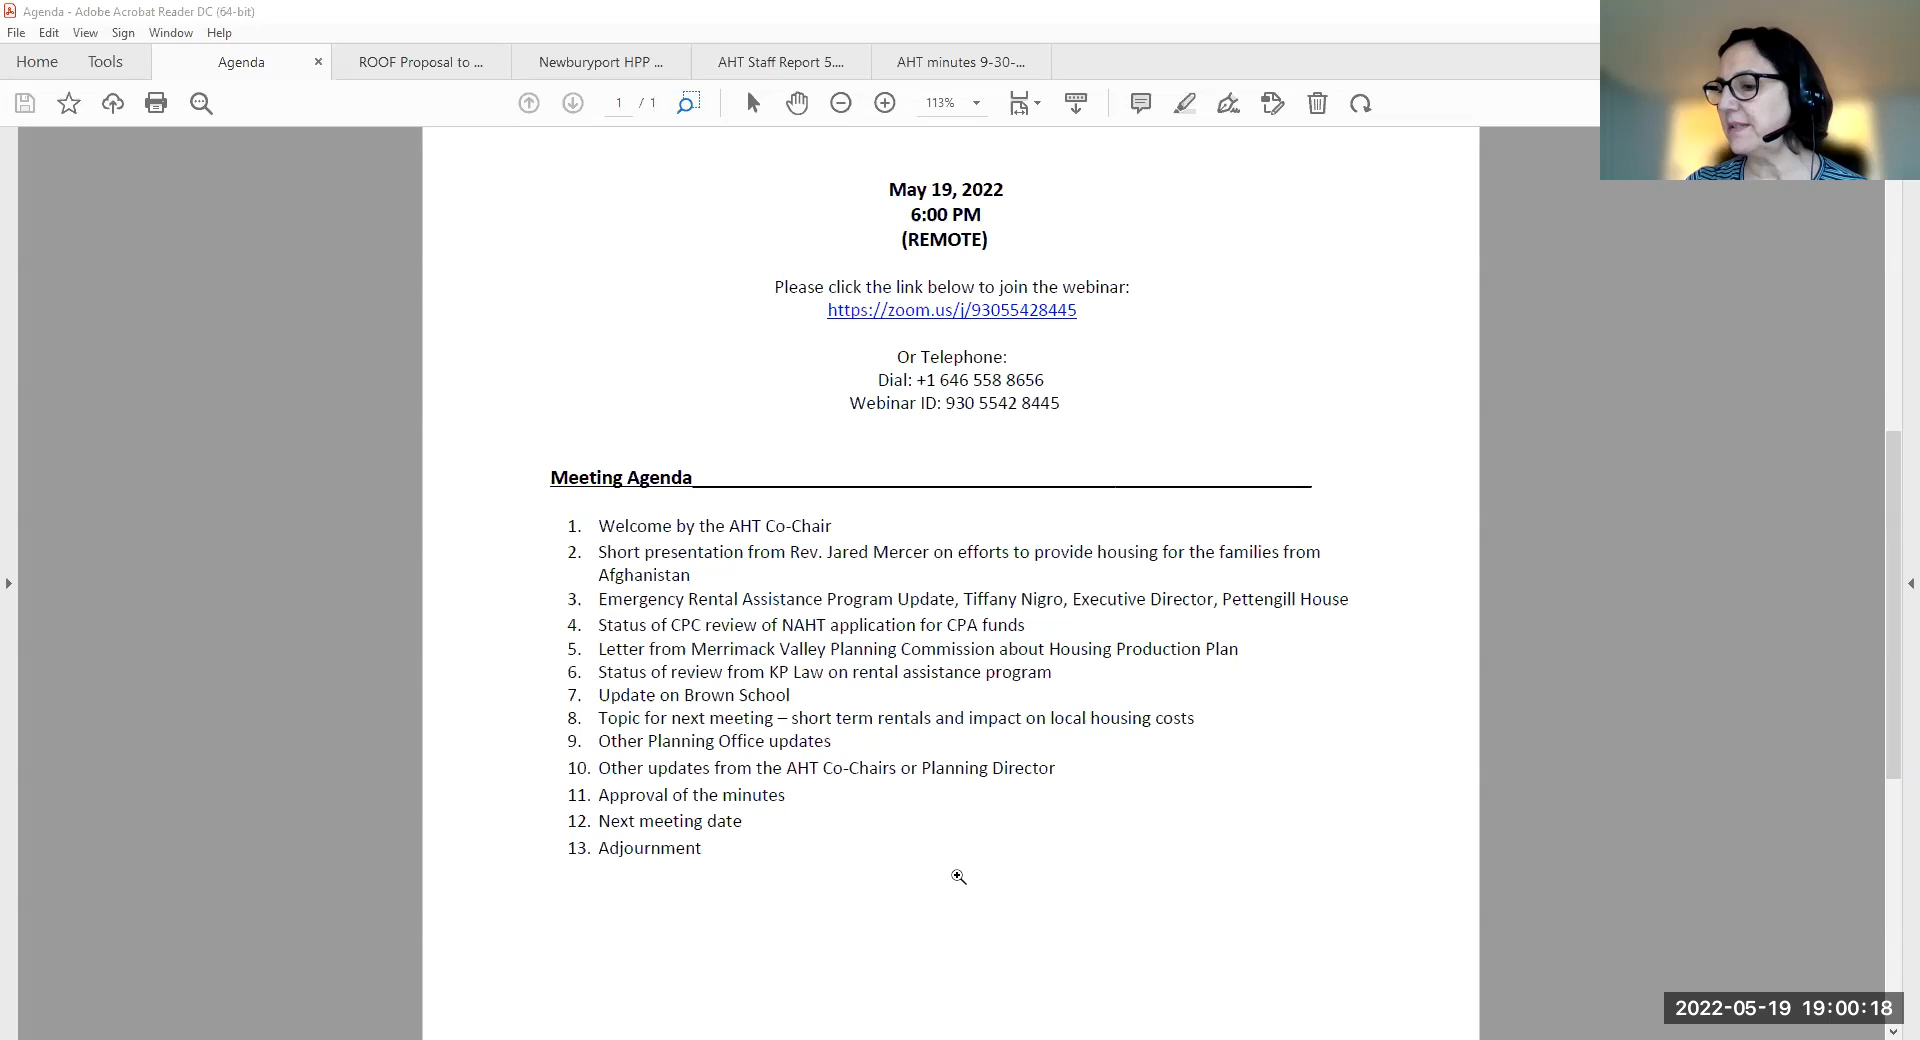 Agenda - Adobe Acrobat Reader DC (64-bit)
File Edit View Sign Window Help
Home Tools Agenda × ROOF Proposal to ... Newburyport HPP ... AHT Staff Report 5.... AHT minutes 9-30-...
1 / 1 113%
May 19, 2022
6:00 PM
(REMOTE)
Please click the link below to join the webinar:
https://zoom.us/j/93055428445
Or Telephone:
Dial: +1 646 558 8656
Webinar ID: 930 5542 8445
Meeting Agenda
1. Welcome by the AHT Co-Chair
2. Short presentation from Rev. Jared Mercer on efforts to provide housing for the families from
Afghanistan
3. Emergency Rental Assistance Program Update, Tiffany Nigro, Executive Director, Pettengill House
4. Status of CPC review of NAHT application for CPA funds
5. Letter from Merrimack Valley Planning Commission about Housing Production Plan
6. Status of review from KP Law on rental assistance program
7. Update on Brown School
8. Topic for next meeting – short term rentals and impact on local housing costs
9. Other Planning Office updates
10. Other updates from the AHT Co-Chairs or Planning Director
11. Approval of the minutes
12. Next meeting date
13. Adjournment
2022-05-19 19:00:18